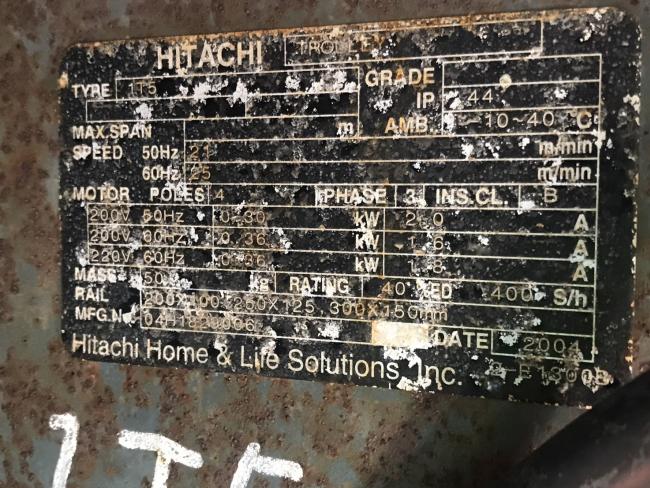 HITACHI TROLLEY
TYPE 1T5 GRADE
IP 44
MAX.SPAN m AMB. -10~40 °C
SPEED 50Hz 21 m/min
60Hz 25 m/min
MOTOR POLES 4 PHASE 3 INS.CL. B
200V 50Hz 0.30 kW 2.0 A
200V 60Hz 0.36 kW 1.6 A
220V 60Hz 0.36 kW 1.6 A
MASS 50 kg RATING 40 %ED 400 S/h
RAIL 200X100,250X125,300X150mm
MFG.N DATE 2004
Hitachi Home & Life Solutions, Inc.
1T5